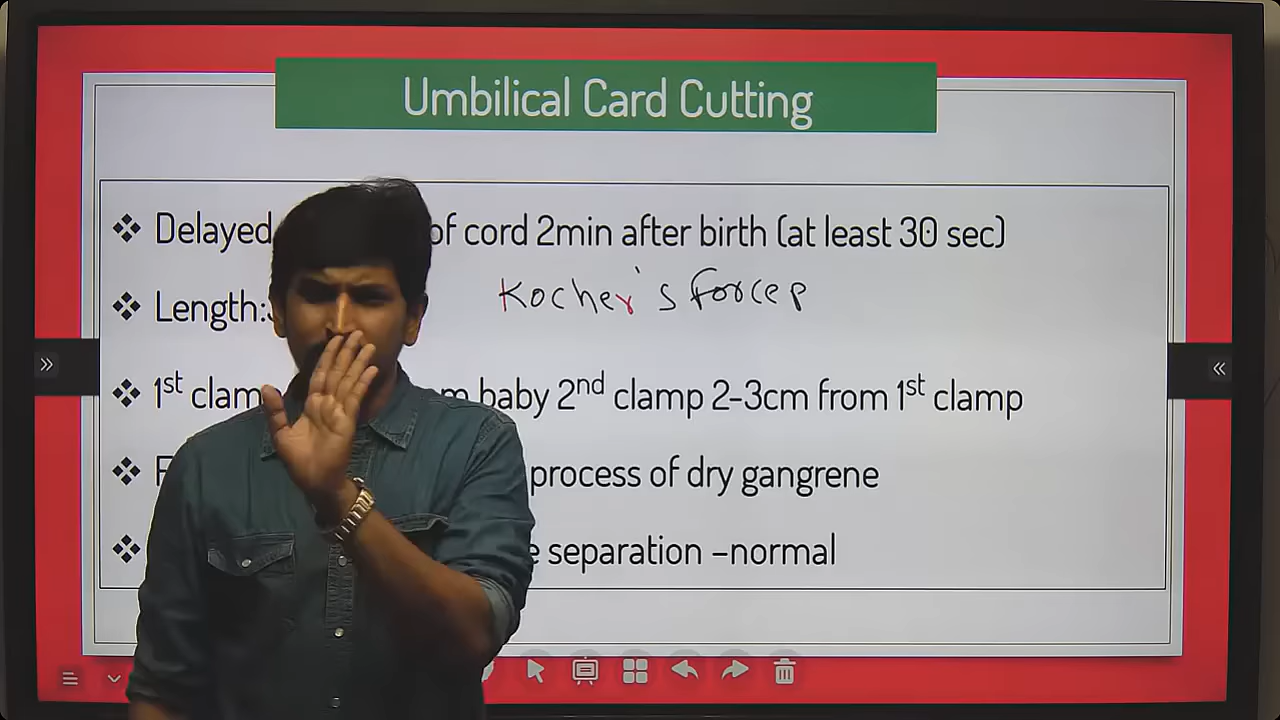 Umbilical Card Cutting
❖ Delayed of cord 2min after birth (at least 30 sec)
❖ Length:
Kocher's forcep
❖ 1st clam baby 2nd clamp 2-3cm from 1st clamp
❖ process of dry gangrene
❖ separation –normal